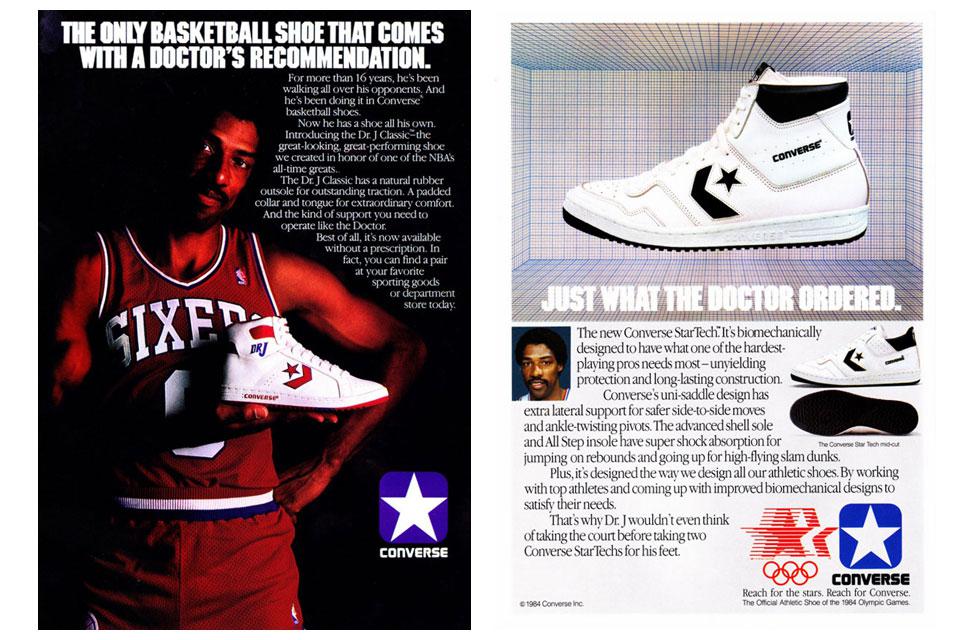 THE ONLY BASKETBALL SHOE THAT COMES
WITH A DOCTOR'S RECOMMENDATION.
For more than 16 years, he's been
walking all over his opponents. And
he's been doing it in Converse®
basketball shoes.
Now he has a shoe all his own.
Introducing the Dr. J Classic™–the
great-looking, great-performing shoe
we created in honor of one of the NBA's
all-time greats.
The Dr. J Classic has a natural rubber
outsole for outstanding traction. A padded
collar and tongue for extraordinary comfort.
And the kind of support you need to
operate like the Doctor.
Best of all, it's now available
without a prescription. In
fact, you can find a pair
at your favorite
sporting goods
or department
store today.
SIXERS
DR J
CONVERSE
CONVERSE
CONVERSE
JUST WHAT THE DOCTOR ORDERED.
The new Converse StarTech.™ It's biomechanically
designed to have what one of the hardest-
playing pros needs most – unyielding
protection and long-lasting construction.
Converse's uni-saddle design has
extra lateral support for safer side-to-side moves
and ankle-twisting pivots. The advanced shell sole
and All Step insole have super shock absorption for
jumping on rebounds and going up for high-flying slam dunks.
Plus, it's designed the way we design all our athletic shoes. By working
with top athletes and coming up with improved biomechanical designs to
satisfy their needs.
That's why Dr. J wouldn't even think
of taking the court before taking two
Converse StarTechs for his feet.
The Converse Star Tech mid-cut
CONVERSE
Reach for the stars. Reach for Converse.
The Official Athletic Shoe of the 1984 Olympic Games.
© 1984 Converse Inc.